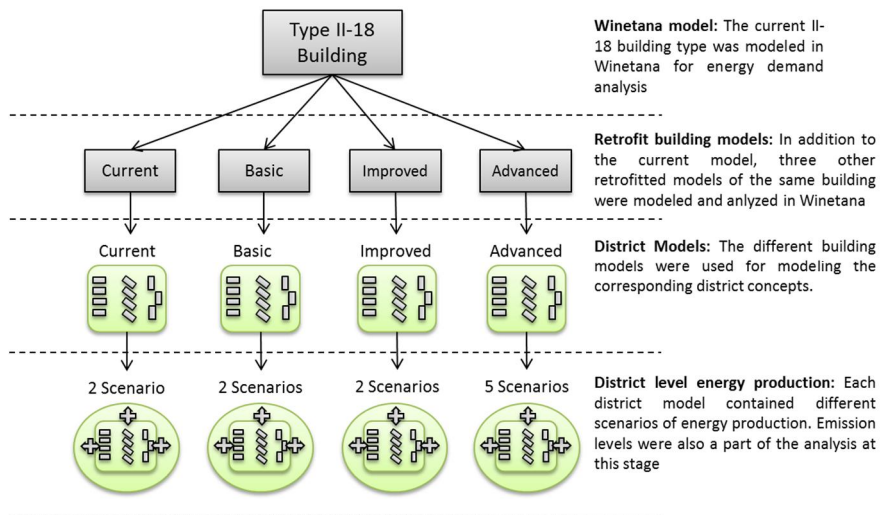 Type II-18
Building
Winetana model: The current II-
18 building type was modeled in
Winetana for energy demand
analysis
Current
Basic
Improved
Advanced
Retrofit building models: In addition to
the current model, three other
retrofitted models of the same building
were modeled and anlyzed in Winetana
Current
Basic
Improved
Advanced
District Models: The different building
models were used for modeling the
corresponding district concepts.
2 Scenario
2 Scenarios
2 Scenarios
5 Scenarios
District level energy production: Each
district model contained different
scenarios of energy production. Emission
levels were also a part of the analysis at
this stage